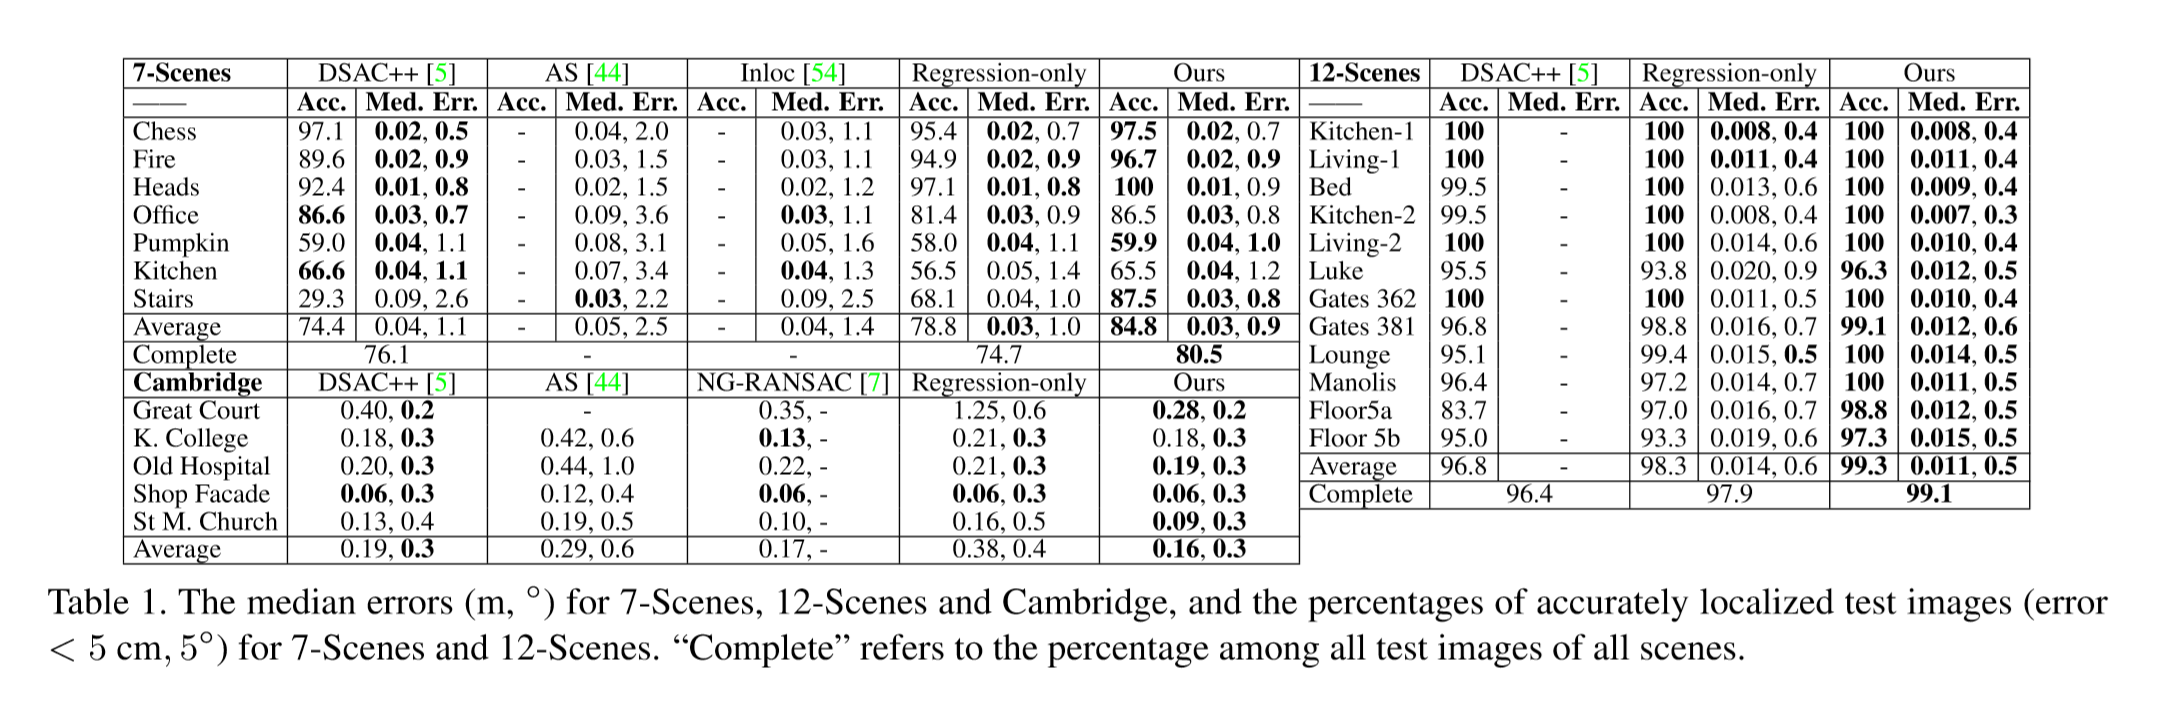 7-Scenes DSAC++ [5] AS [44] Inloc [54] Regression-only Ours
—— Acc. Med. Err. Acc. Med. Err. Acc. Med. Err. Acc. Med. Err. Acc. Med. Err.
Chess 97.1 0.02, 0.5 - 0.04, 2.0 - 0.03, 1.1 95.4 0.02, 0.7 97.5 0.02, 0.7
Fire 89.6 0.02, 0.9 - 0.03, 1.5 - 0.03, 1.1 94.9 0.02, 0.9 96.7 0.02, 0.9
Heads 92.4 0.01, 0.8 - 0.02, 1.5 - 0.02, 1.2 97.1 0.01, 0.8 100 0.01, 0.9
Office 86.6 0.03, 0.7 - 0.09, 3.6 - 0.03, 1.1 81.4 0.03, 0.9 86.5 0.03, 0.8
Pumpkin 59.0 0.04, 1.1 - 0.08, 3.1 - 0.05, 1.6 58.0 0.04, 1.1 59.9 0.04, 1.0
Kitchen 66.6 0.04, 1.1 - 0.07, 3.4 - 0.04, 1.3 56.5 0.05, 1.4 65.5 0.04, 1.2
Stairs 29.3 0.09, 2.6 - 0.03, 2.2 - 0.09, 2.5 68.1 0.04, 1.0 87.5 0.03, 0.8
Average 74.4 0.04, 1.1 - 0.05, 2.5 - 0.04, 1.4 78.8 0.03, 1.0 84.8 0.03, 0.9
Complete 76.1 - - 74.7 80.5
Cambridge DSAC++ [5] AS [44] NG-RANSAC [7] Regression-only Ours
Great Court 0.40, 0.2 - 0.35, - 1.25, 0.6 0.28, 0.2
K. College 0.18, 0.3 0.42, 0.6 0.13, - 0.21, 0.3 0.18, 0.3
Old Hospital 0.20, 0.3 0.44, 1.0 0.22, - 0.21, 0.3 0.19, 0.3
Shop Facade 0.06, 0.3 0.12, 0.4 0.06, - 0.06, 0.3 0.06, 0.3
St M. Church 0.13, 0.4 0.19, 0.5 0.10, - 0.16, 0.5 0.09, 0.3
Average 0.19, 0.3 0.29, 0.6 0.17, - 0.38, 0.4 0.16, 0.3
12-Scenes DSAC++ [5] Regression-only Ours
—— Acc. Med. Err. Acc. Med. Err. Acc. Med. Err.
Kitchen-1 100 - 100 0.008, 0.4 100 0.008, 0.4
Living-1 100 - 100 0.011, 0.4 100 0.011, 0.4
Bed 99.5 - 100 0.013, 0.6 100 0.009, 0.4
Kitchen-2 99.5 - 100 0.008, 0.4 100 0.007, 0.3
Living-2 100 - 100 0.014, 0.6 100 0.010, 0.4
Luke 95.5 - 93.8 0.020, 0.9 96.3 0.012, 0.5
Gates 362 100 - 100 0.011, 0.5 100 0.010, 0.4
Gates 381 96.8 - 98.8 0.016, 0.7 99.1 0.012, 0.6
Lounge 95.1 - 99.4 0.015, 0.5 100 0.014, 0.5
Manolis 96.4 - 97.2 0.014, 0.7 100 0.011, 0.5
Floor5a 83.7 - 97.0 0.016, 0.7 98.8 0.012, 0.5
Floor 5b 95.0 - 93.3 0.019, 0.6 97.3 0.015, 0.5
Average 96.8 - 98.3 0.014, 0.6 99.3 0.011, 0.5
Complete 96.4 97.9 99.1
Table 1. The median errors (m, °) for 7-Scenes, 12-Scenes and Cambridge, and the percentages of accurately localized test images (error
< 5 cm, 5°) for 7-Scenes and 12-Scenes. “Complete” refers to the percentage among all test images of all scenes.